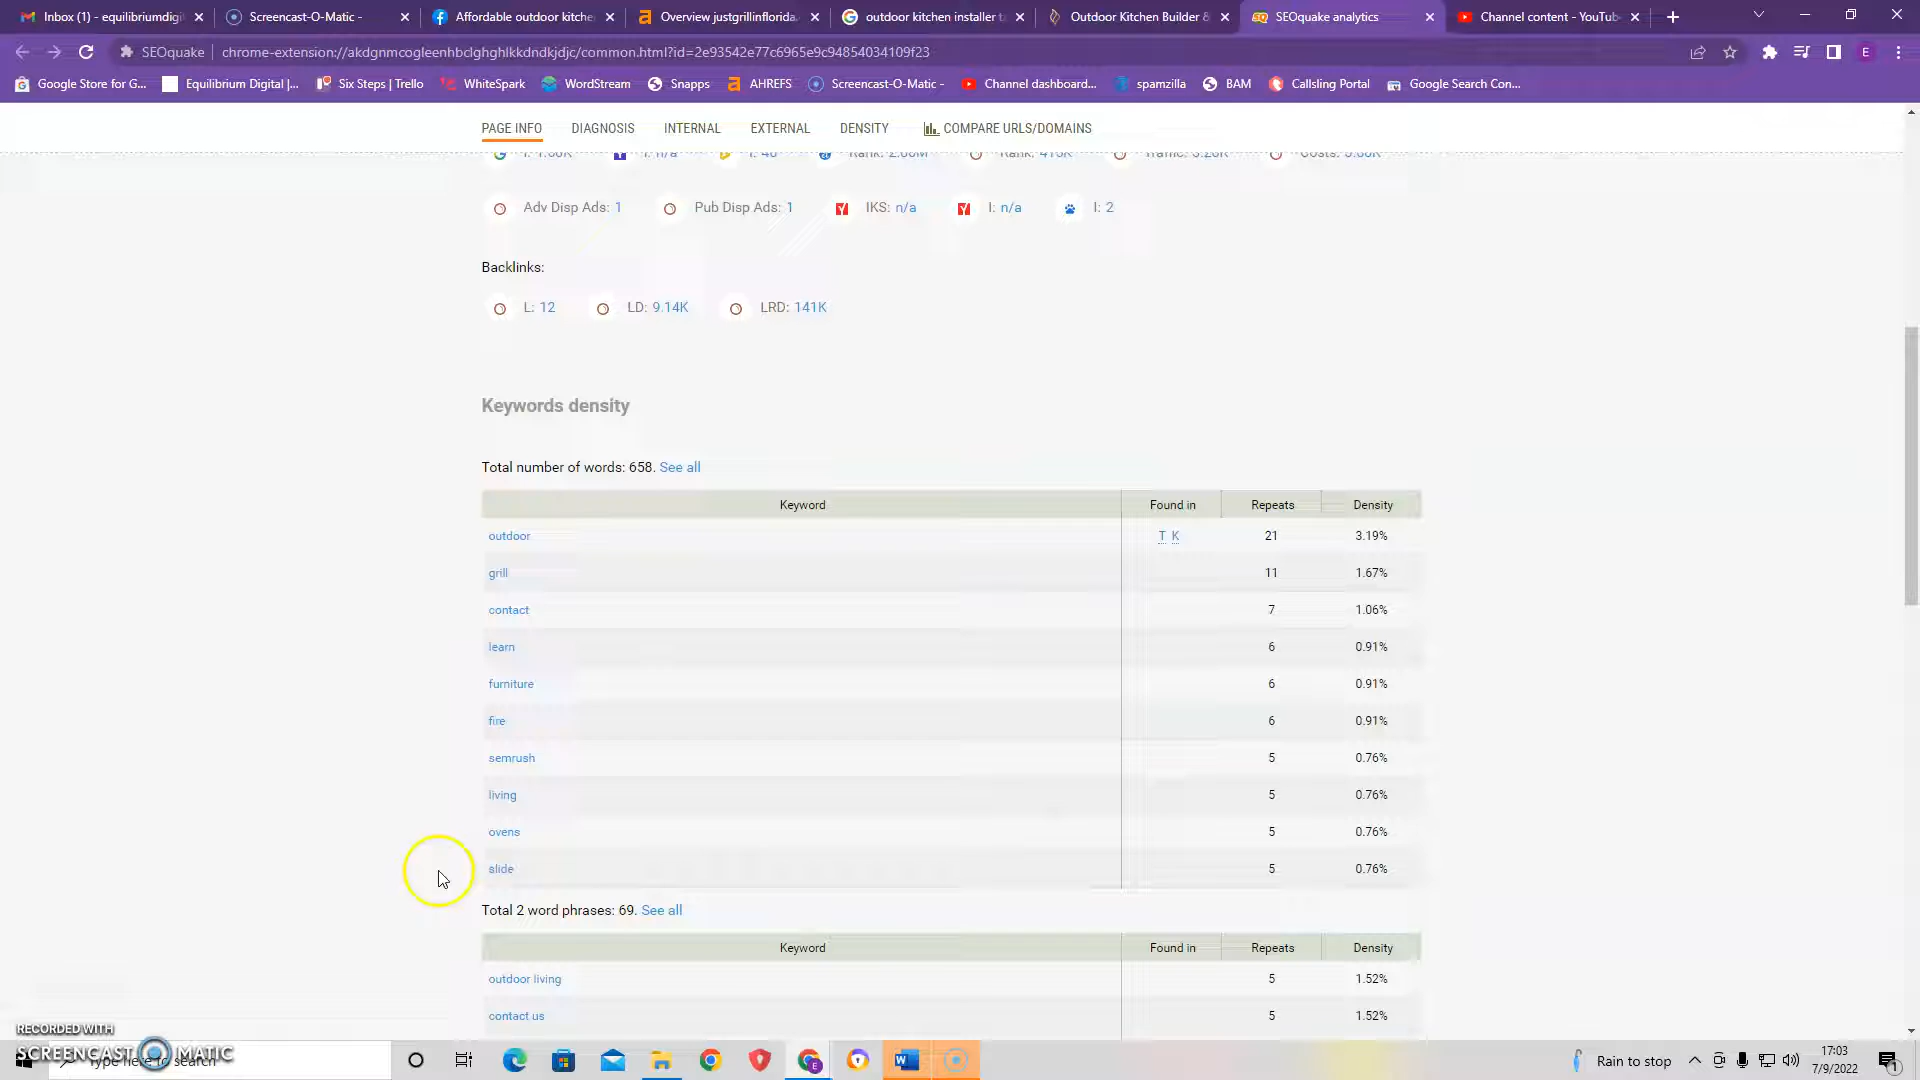 Inbox (1) - equilibriumdigi
Screencast-O-Matic -
Affordable outdoor kitche
Overview justgrillinflorida.
outdoor kitchen installer ta
Outdoor Kitchen Builder &
SEOquake analytics
Channel content - YouTub
SEOquake
chrome-extension://akdgnmcogleenhbclghghlkkdndkjdjc/common.html?id=2e93542e77c6965e9c94854034109f23
E
Google Store for G...
Equilibrium Digital |...
Six Steps | Trello
WhiteSpark
WordStream
Snapps
AHREFS
Screencast-O-Matic -
Channel dashboard...
spamzilla
BAM
Callsling Portal
Google Search Con...
PAGE INFO DIAGNOSIS INTERNAL EXTERNAL DENSITY COMPARE URLS/DOMAINS
I: n/a
Adv Disp Ads: 1 Pub Disp Ads: 1 IKS: n/a I: n/a I: 2
Backlinks:
L: 12 LD: 9.14K LRD: 141K
Keywords density
Total number of words: 658. See all
Keyword Found in Repeats Density
outdoor T K 21 3.19%
grill 11 1.67%
contact 7 1.06%
learn 6 0.91%
furniture 6 0.91%
fire 6 0.91%
semrush 5 0.76%
living 5 0.76%
ovens 5 0.76%
slide 5 0.76%
Total 2 word phrases: 69. See all
Keyword Found in Repeats Density
outdoor living 5 1.52%
contact us 5 1.52%
RECORDED WITH
SCREENCAST MATIC
Type here to search
Rain to stop
17:03
7/9/2022
1